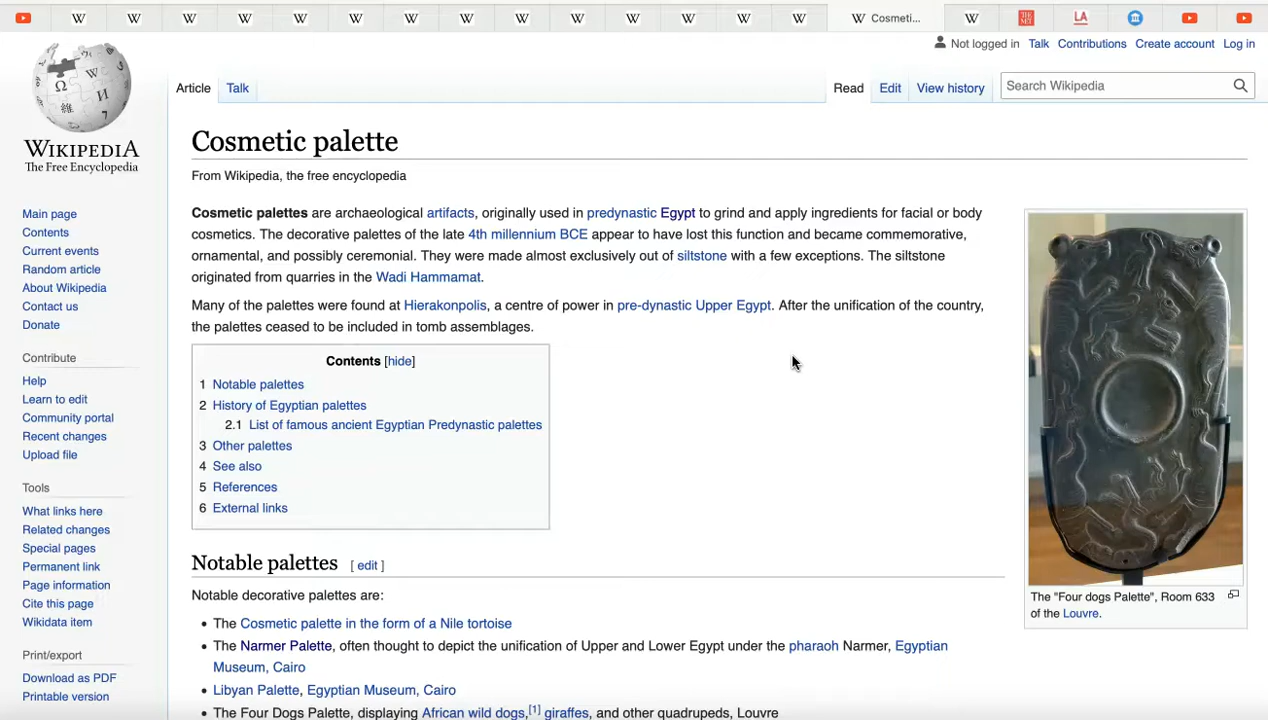 Cosmeti...
THE MET
LA
Not logged in Talk Contributions Create account Log in
Article Talk Read Edit View history Search Wikipedia
WIKIPEDIA
The Free Encyclopedia
Main page
Contents
Current events
Random article
About Wikipedia
Contact us
Donate
Contribute
Help
Learn to edit
Community portal
Recent changes
Upload file
Tools
What links here
Related changes
Special pages
Permanent link
Page information
Cite this page
Wikidata item
Print/export
Download as PDF
Printable version
Cosmetic palette
From Wikipedia, the free encyclopedia
Cosmetic palettes are archaeological artifacts, originally used in predynastic Egypt to grind and apply ingredients for facial or body
cosmetics. The decorative palettes of the late 4th millennium BCE appear to have lost this function and became commemorative,
ornamental, and possibly ceremonial. They were made almost exclusively out of siltstone with a few exceptions. The siltstone
originated from quarries in the Wadi Hammamat.
Many of the palettes were found at Hierakonpolis, a centre of power in pre-dynastic Upper Egypt. After the unification of the country,
the palettes ceased to be included in tomb assemblages.
Contents [hide]
1 Notable palettes
2 History of Egyptian palettes
2.1 List of famous ancient Egyptian Predynastic palettes
3 Other palettes
4 See also
5 References
6 External links
Notable palettes [ edit ]
Notable decorative palettes are:
• The Cosmetic palette in the form of a Nile tortoise
• The Narmer Palette, often thought to depict the unification of Upper and Lower Egypt under the pharaoh Narmer, Egyptian
Museum, Cairo
• Libyan Palette, Egyptian Museum, Cairo
• The Four Dogs Palette, displaying African wild dogs,[1] giraffes, and other quadrupeds, Louvre
The "Four dogs Palette", Room 633
of the Louvre.